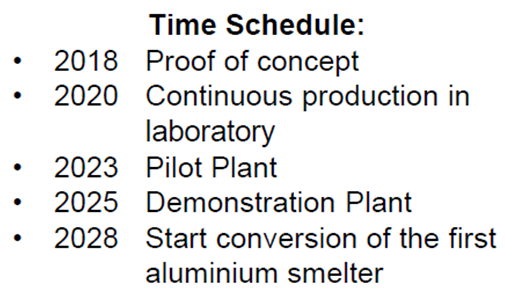 Time Schedule:
• 2018 Proof of concept
• 2020 Continuous production in
laboratory
• 2023 Pilot Plant
• 2025 Demonstration Plant
• 2028 Start conversion of the first
aluminium smelter